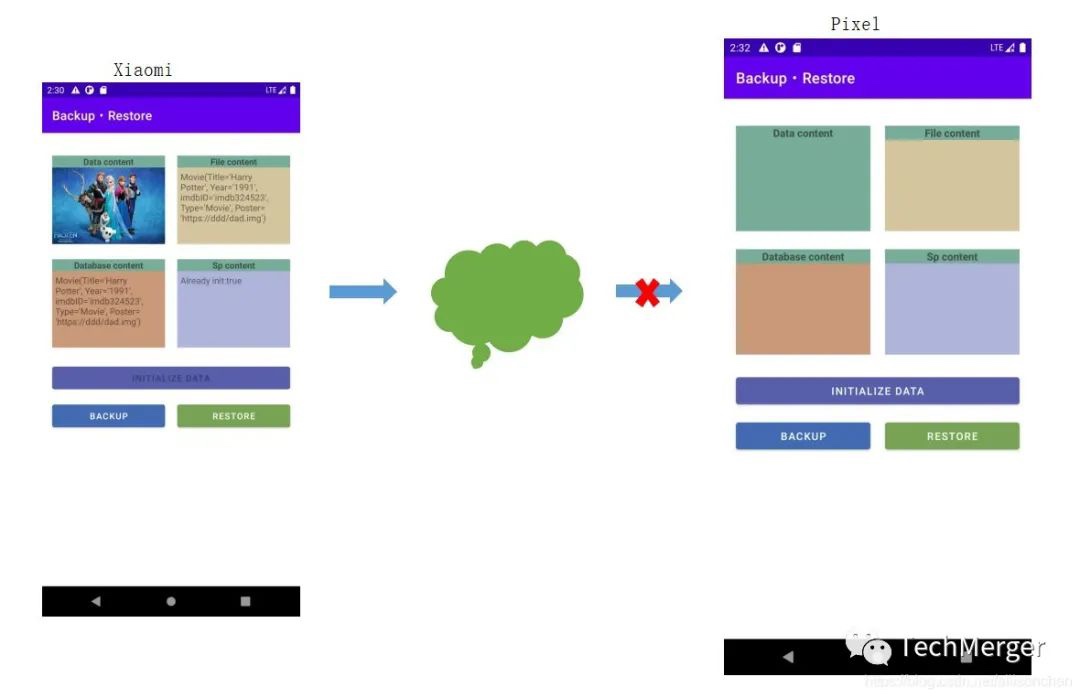 Xiaomi
2:30
LTE
Backup・Restore
Data content
FROZEN
File content
Movie(Title='Harry
Potter', Year='1991',
imdbID='imdb324523',
Type='Movie', Poster=
'https://ddd/dad.img')
Database content
Movie(Title='Harry
Potter', Year='1991',
imdbID='imdb324523',
Type='Movie', Poster=
'https://ddd/dad.img')
Sp content
Already init:true
INITIALIZE DATA
BACKUP
RESTORE
Pixel
2:32
LTE
Backup・Restore
Data content
File content
Database content
Sp content
INITIALIZE DATA
BACKUP
RESTORE
TechMerger
https://blog.csdn.net/allisonchen